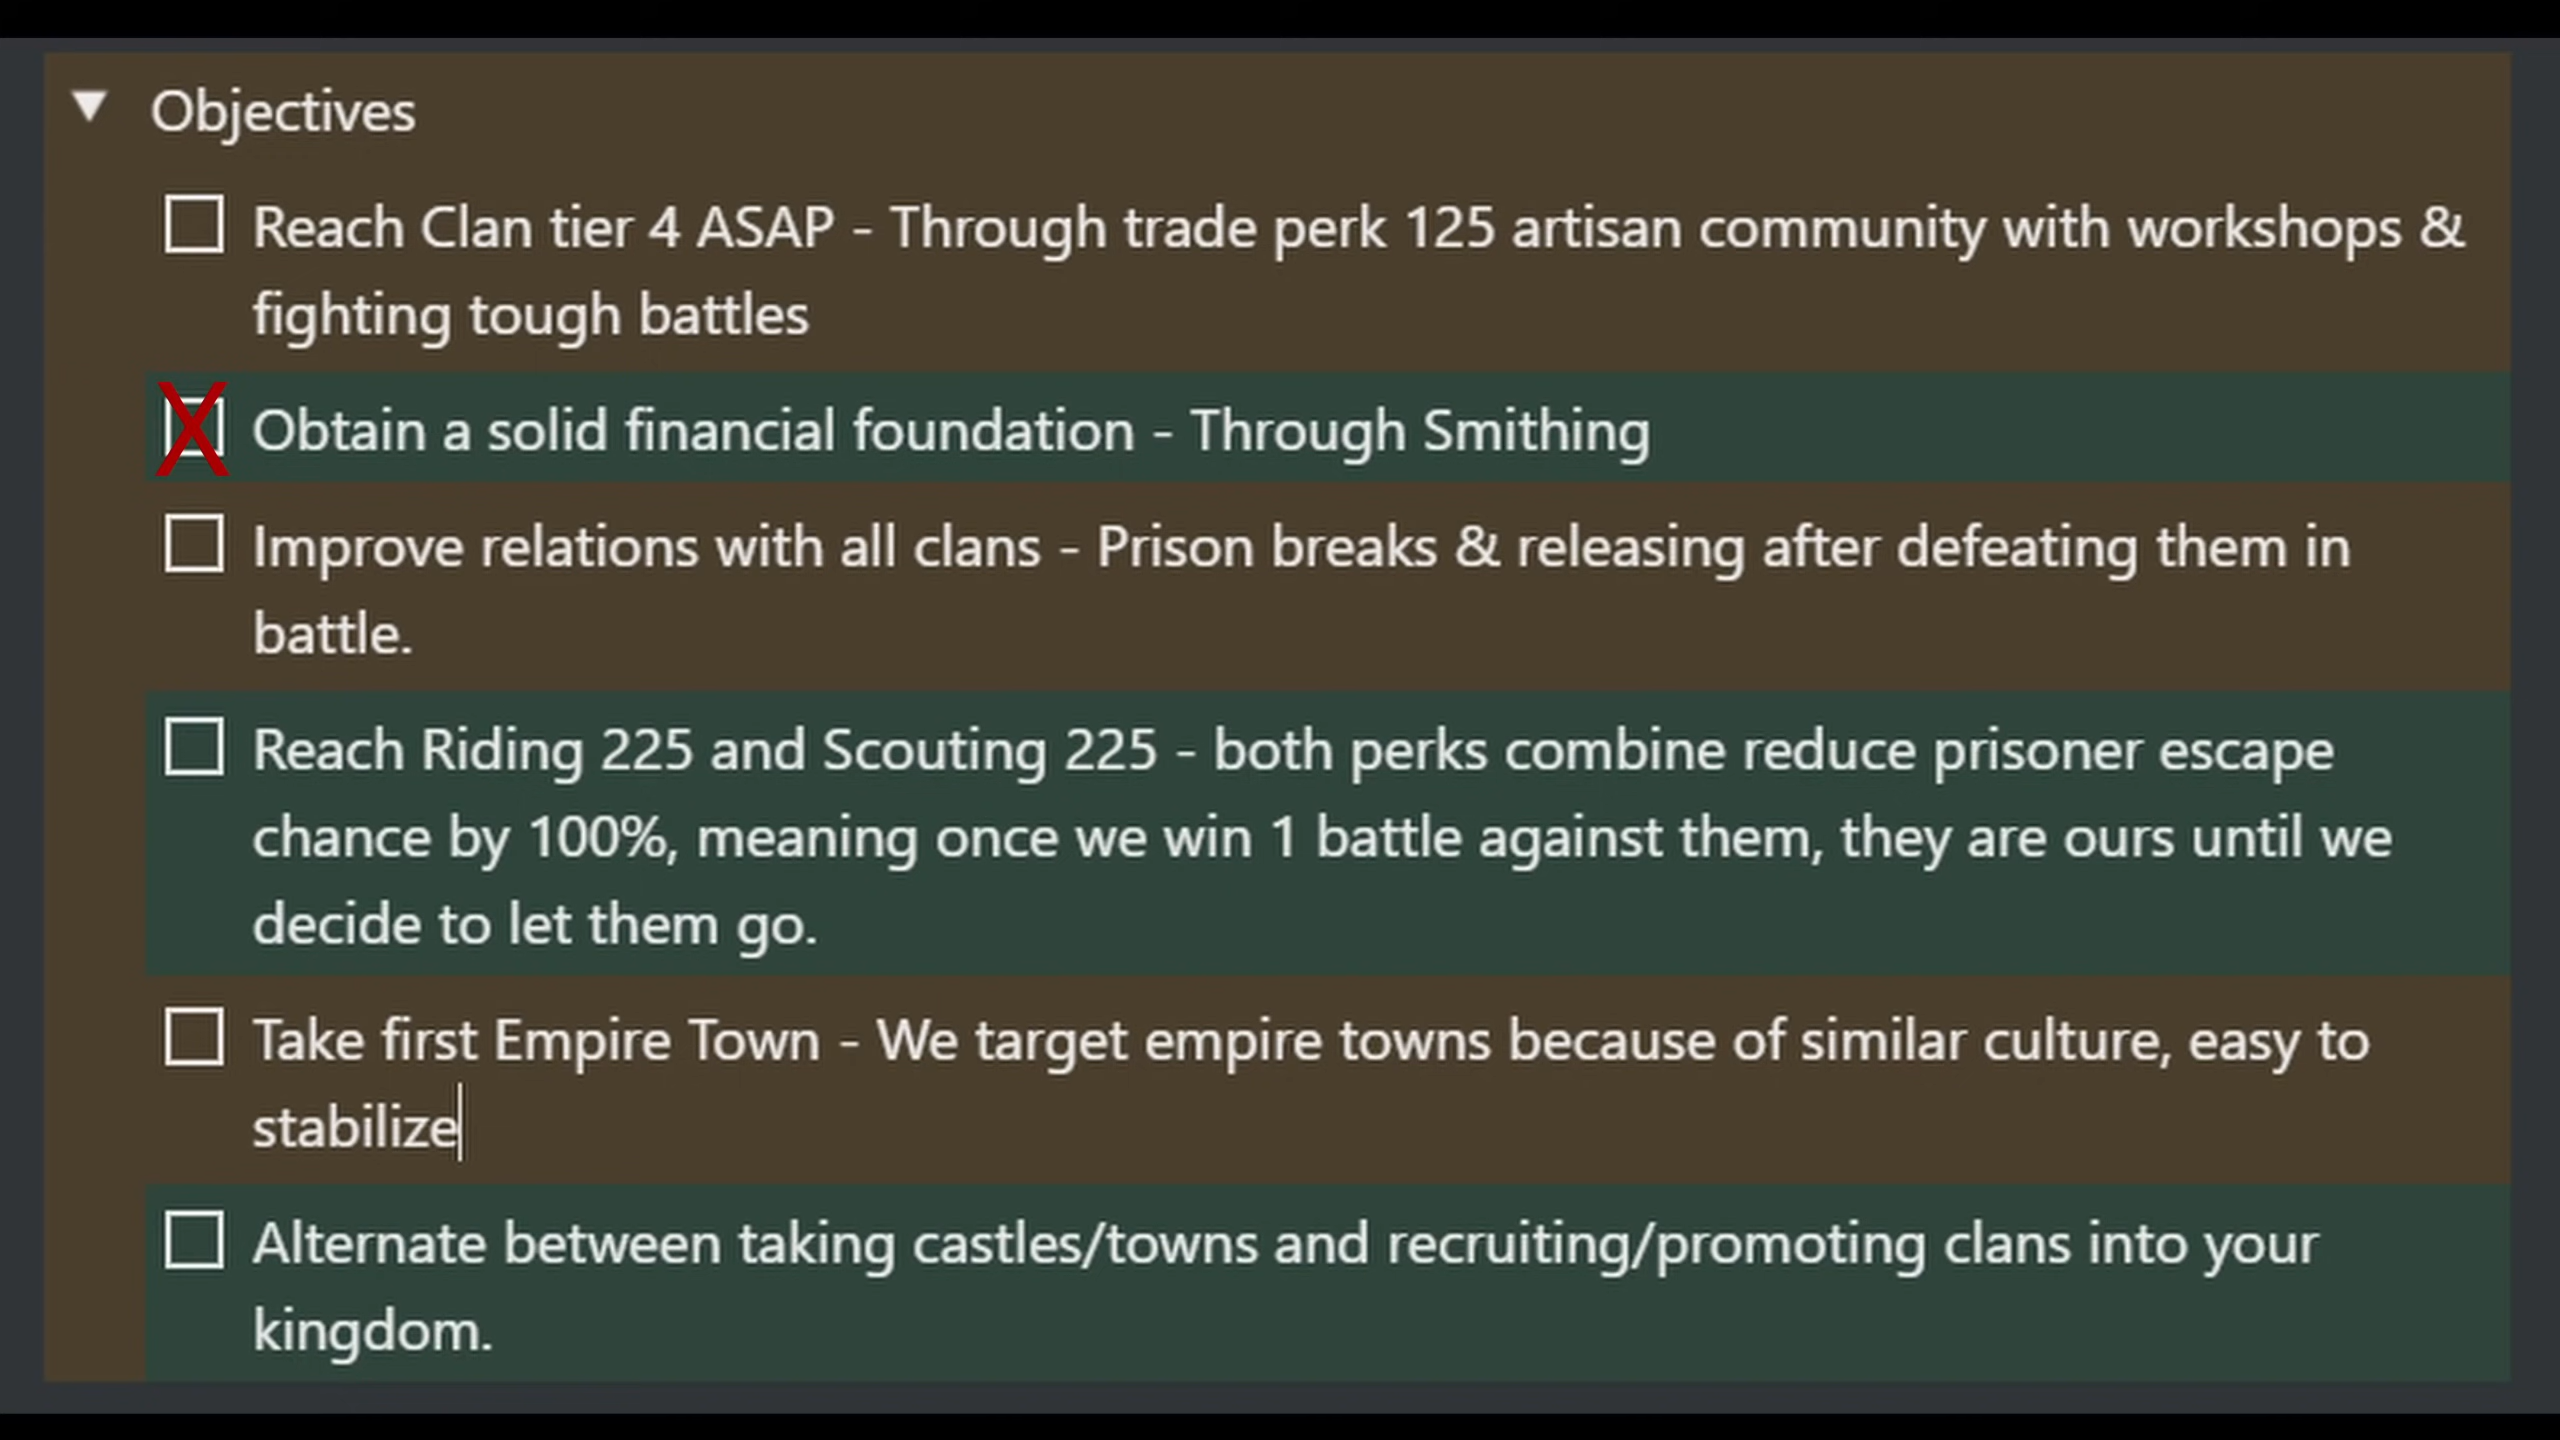 Objectives
Reach Clan tier 4 ASAP - Through trade perk 125 artisan community with workshops &
fighting tough battles
X Obtain a solid financial foundation - Through Smithing
Improve relations with all clans - Prison breaks & releasing after defeating them in
battle.
Reach Riding 225 and Scouting 225 - both perks combine reduce prisoner escape
chance by 100%, meaning once we win 1 battle against them, they are ours until we
decide to let them go.
Take first Empire Town - We target empire towns because of similar culture, easy to
stabilize
Alternate between taking castles/towns and recruiting/promoting clans into your
kingdom.